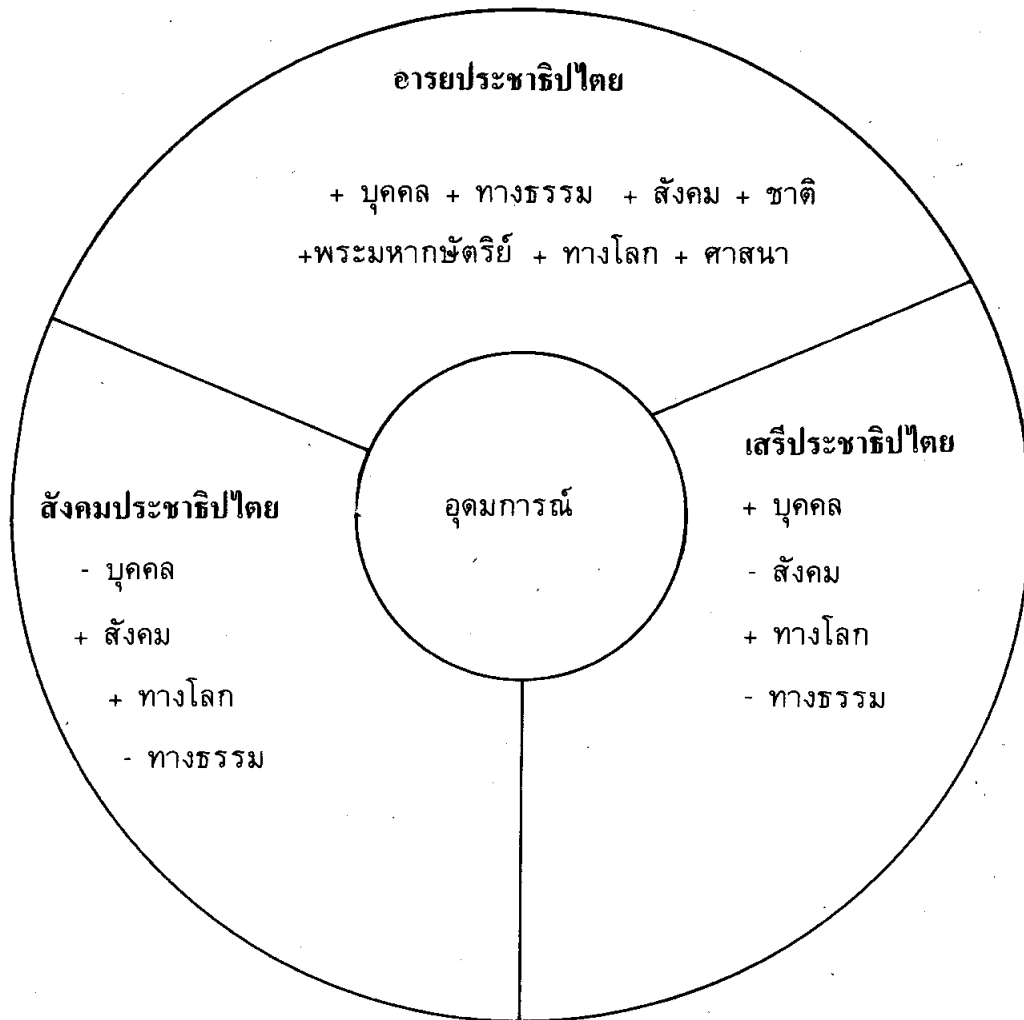 อารยประชาธิปไตย
+ บุคคล + ทางธรรม + สังคม + ชาติ
+พระมหากษัตริย์ + ทางโลก + ศาสนา
สังคมประชาธิปไตย
- บุคคล
+ สังคม
+ ทางโลก
- ทางธรรม
อุดมการณ์
เสรีประชาธิปไตย
+ บุคคล
- สังคม
+ ทางโลก
- ทางธรรม